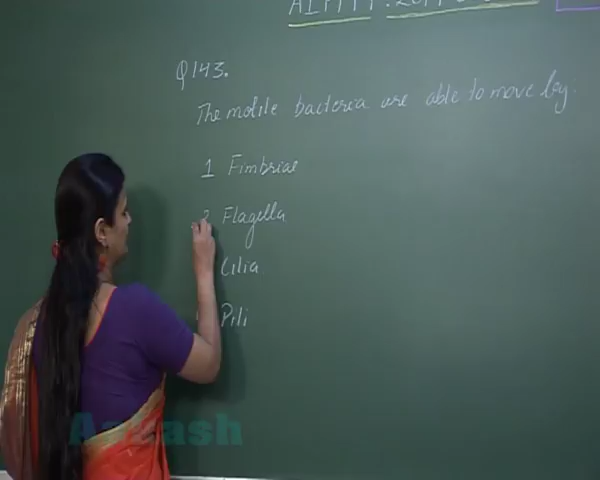 Q143.
The motile bacteria are able to move by:
1 Fimbriae
2 Flagella
Cilia
Pili
Aakash